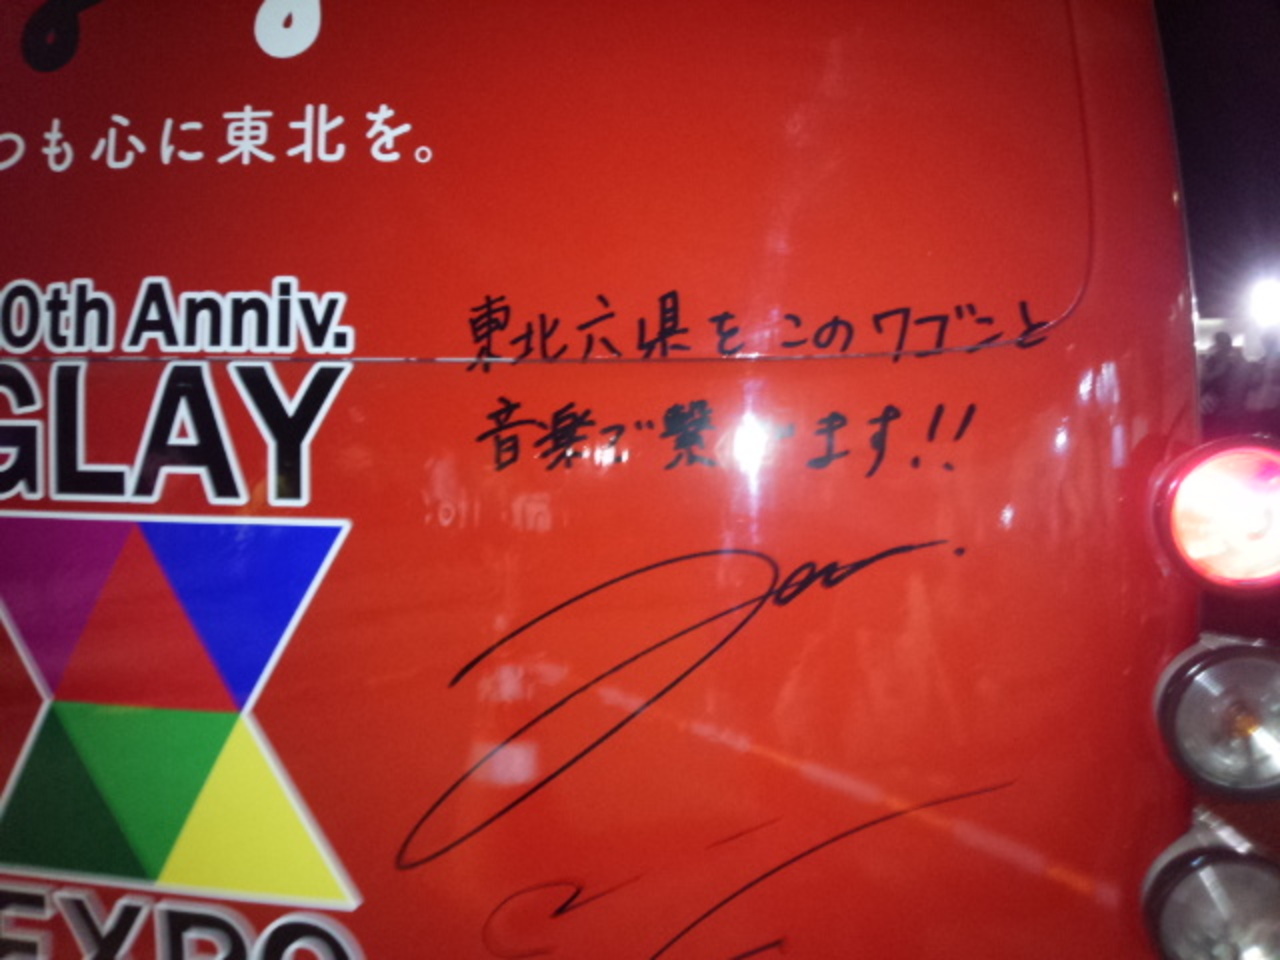 つも心に東北を。
0th Anniv.
GLAY
EXPO
東北六県をこのワゴンと
音楽で繋ぎます!!